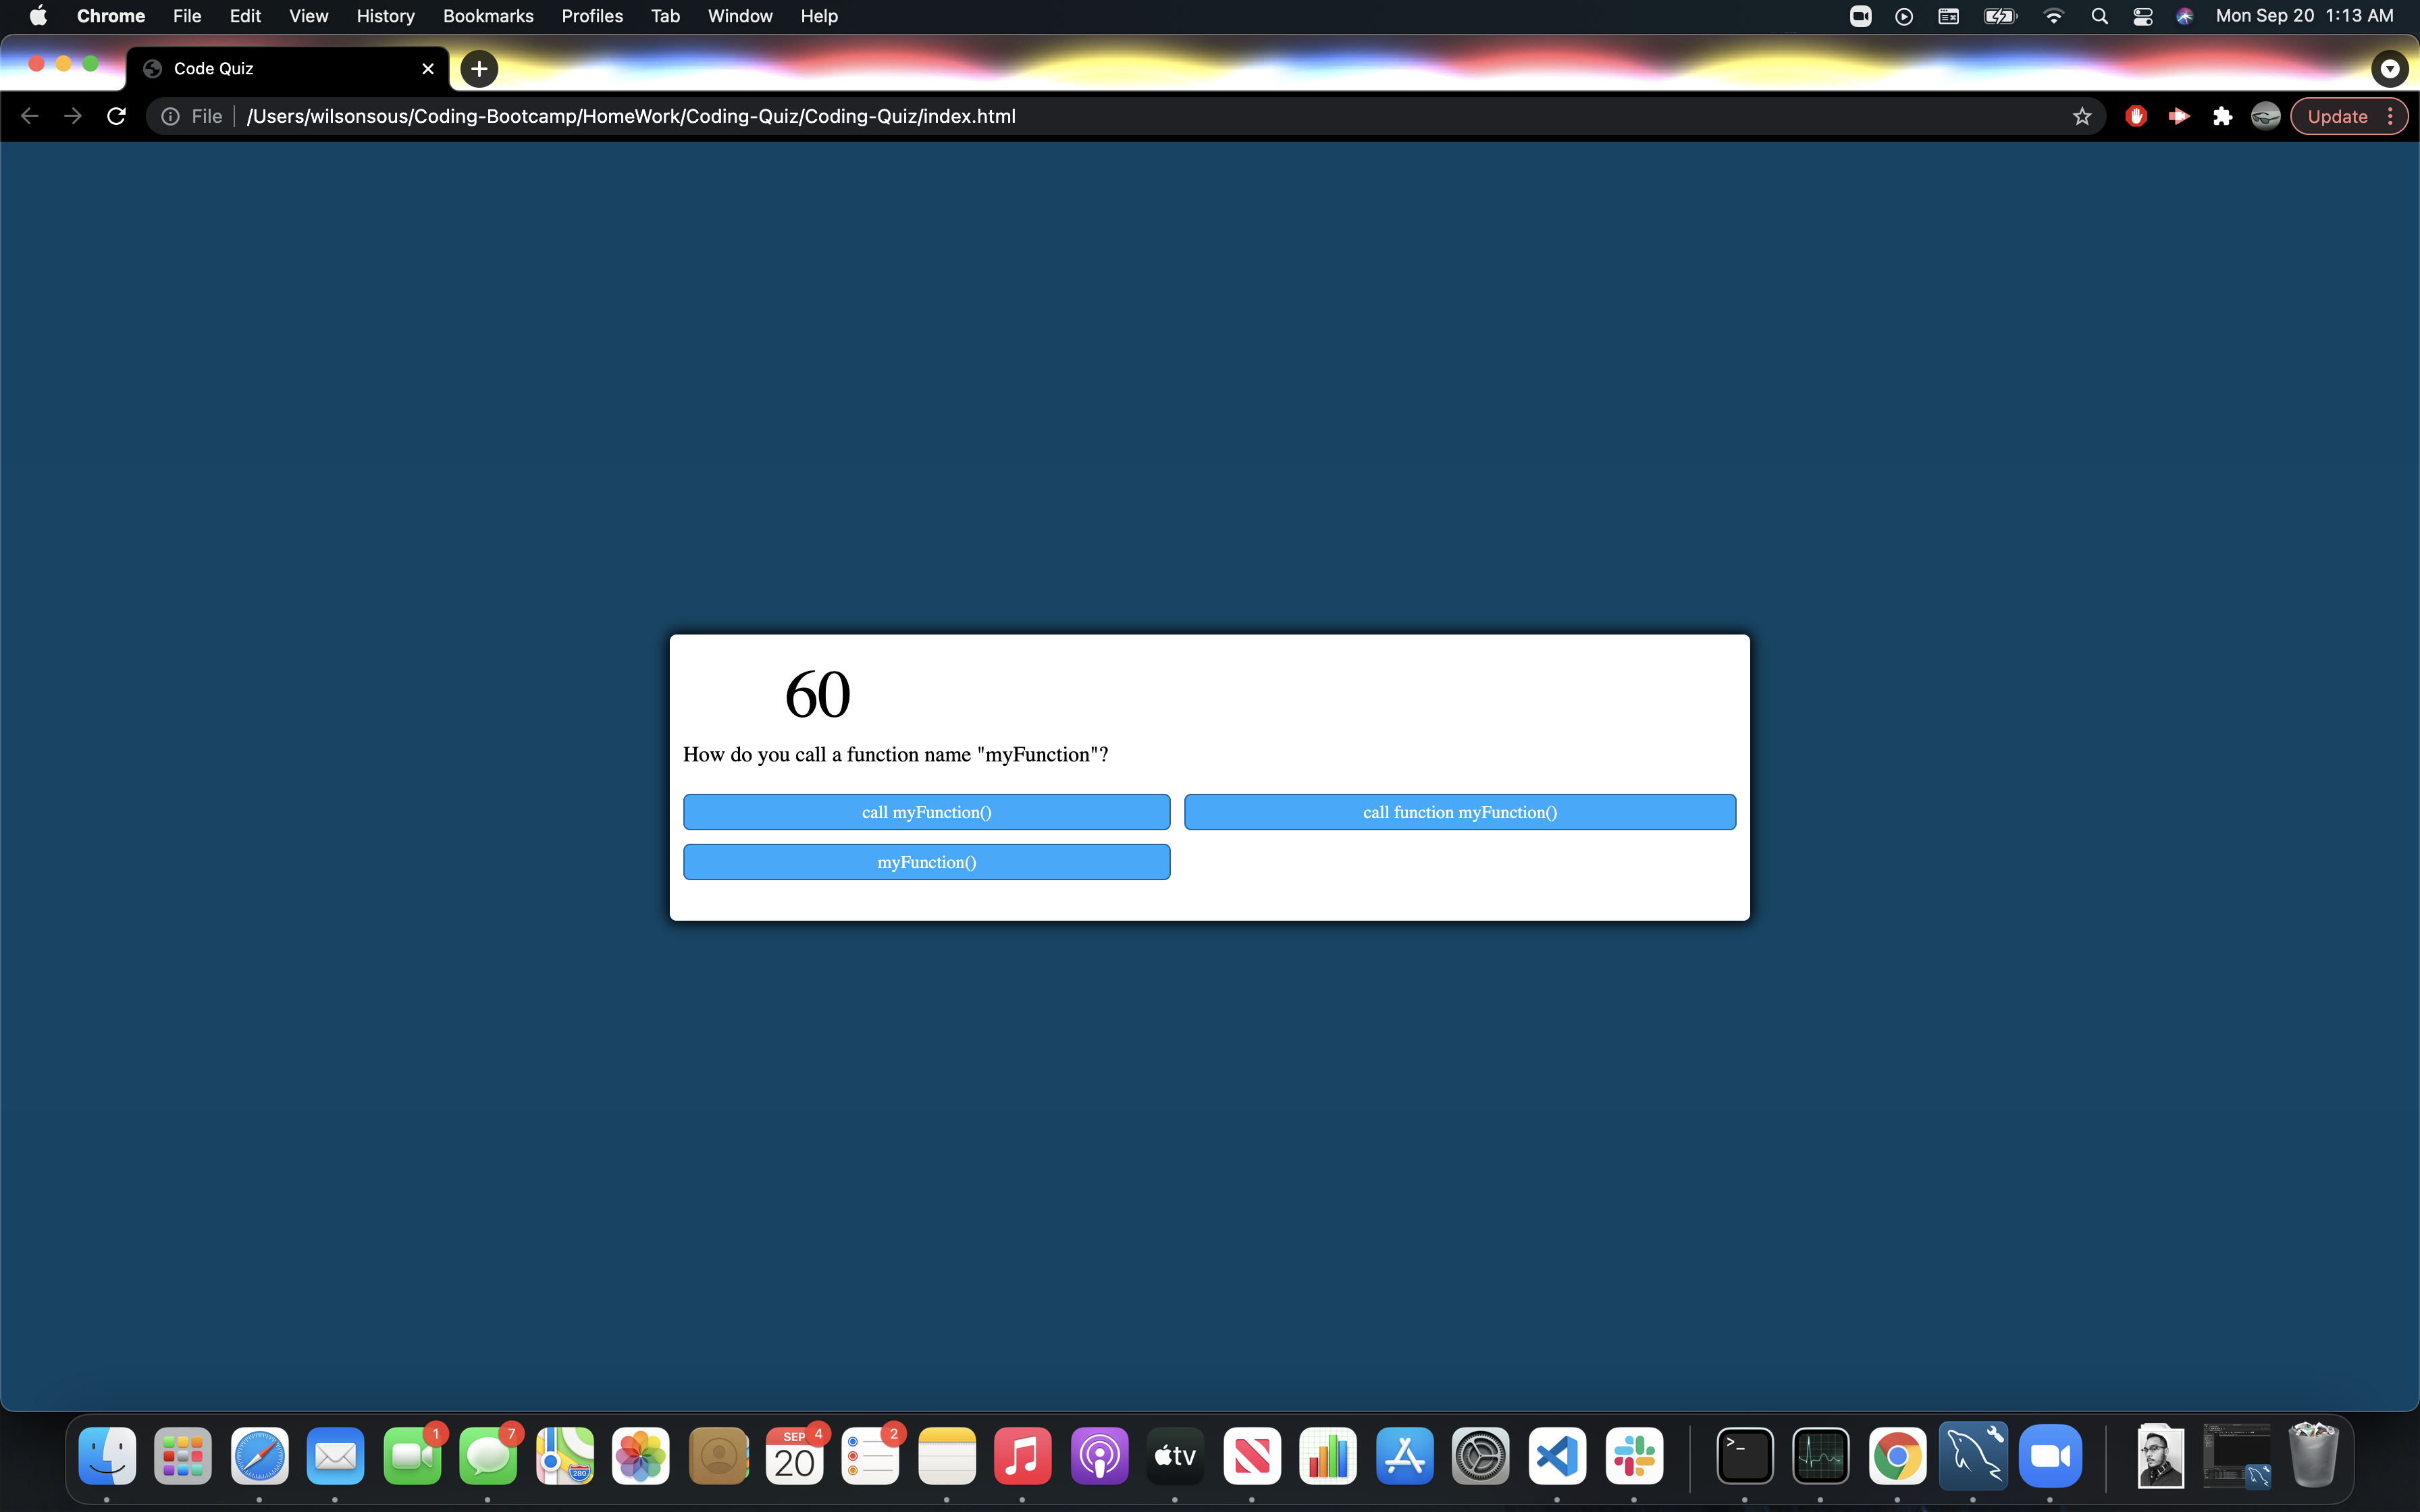 Chrome File Edit View History Bookmarks Profiles Tab Window Help Mon Sep 20 1:13 AM
Code Quiz
File /Users/wilsonsous/Coding-Bootcamp/HomeWork/Coding-Quiz/Coding-Quiz/index.html Update
60
How do you call a function name "myFunction"?
call myFunction() call function myFunction()
myFunction()
1 7 SEP 4 2
20 tv >_
280